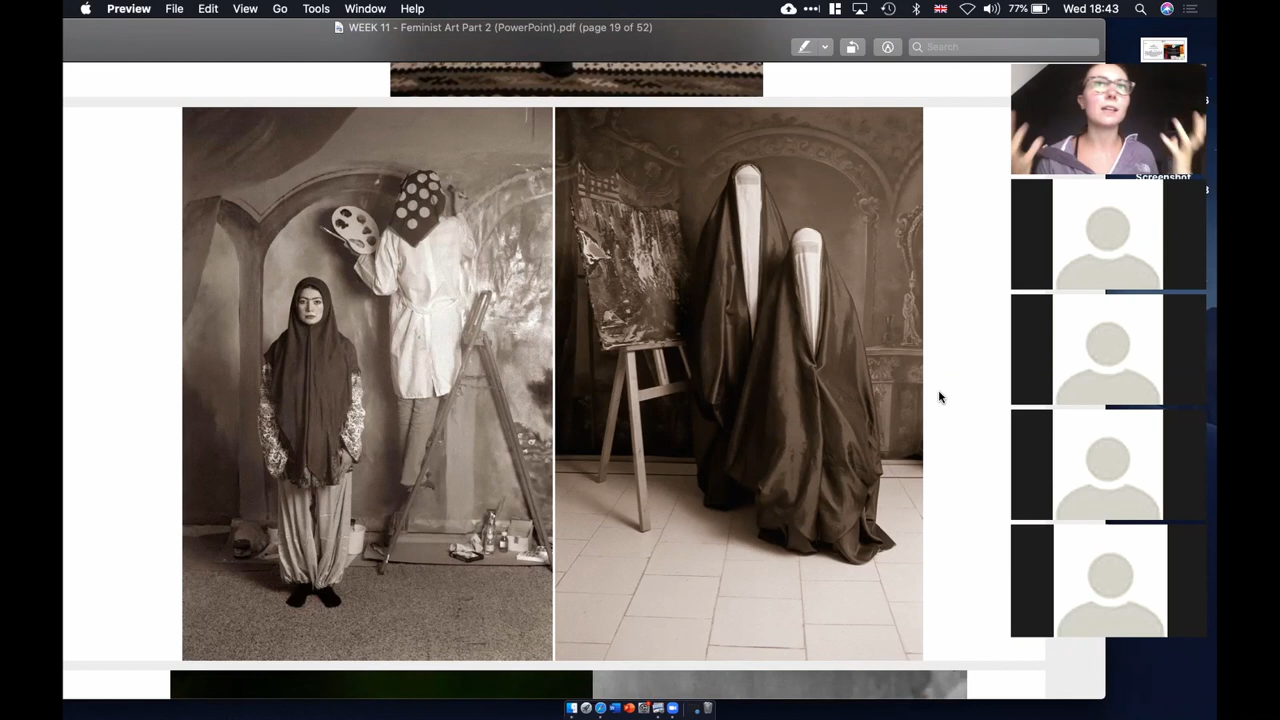 Preview File Edit View Go Tools Window Help
77% Wed 18:43
WEEK 11 - Feminist Art Part 2 (PowerPoint).pdf (page 19 of 52)
Search
Screenshot